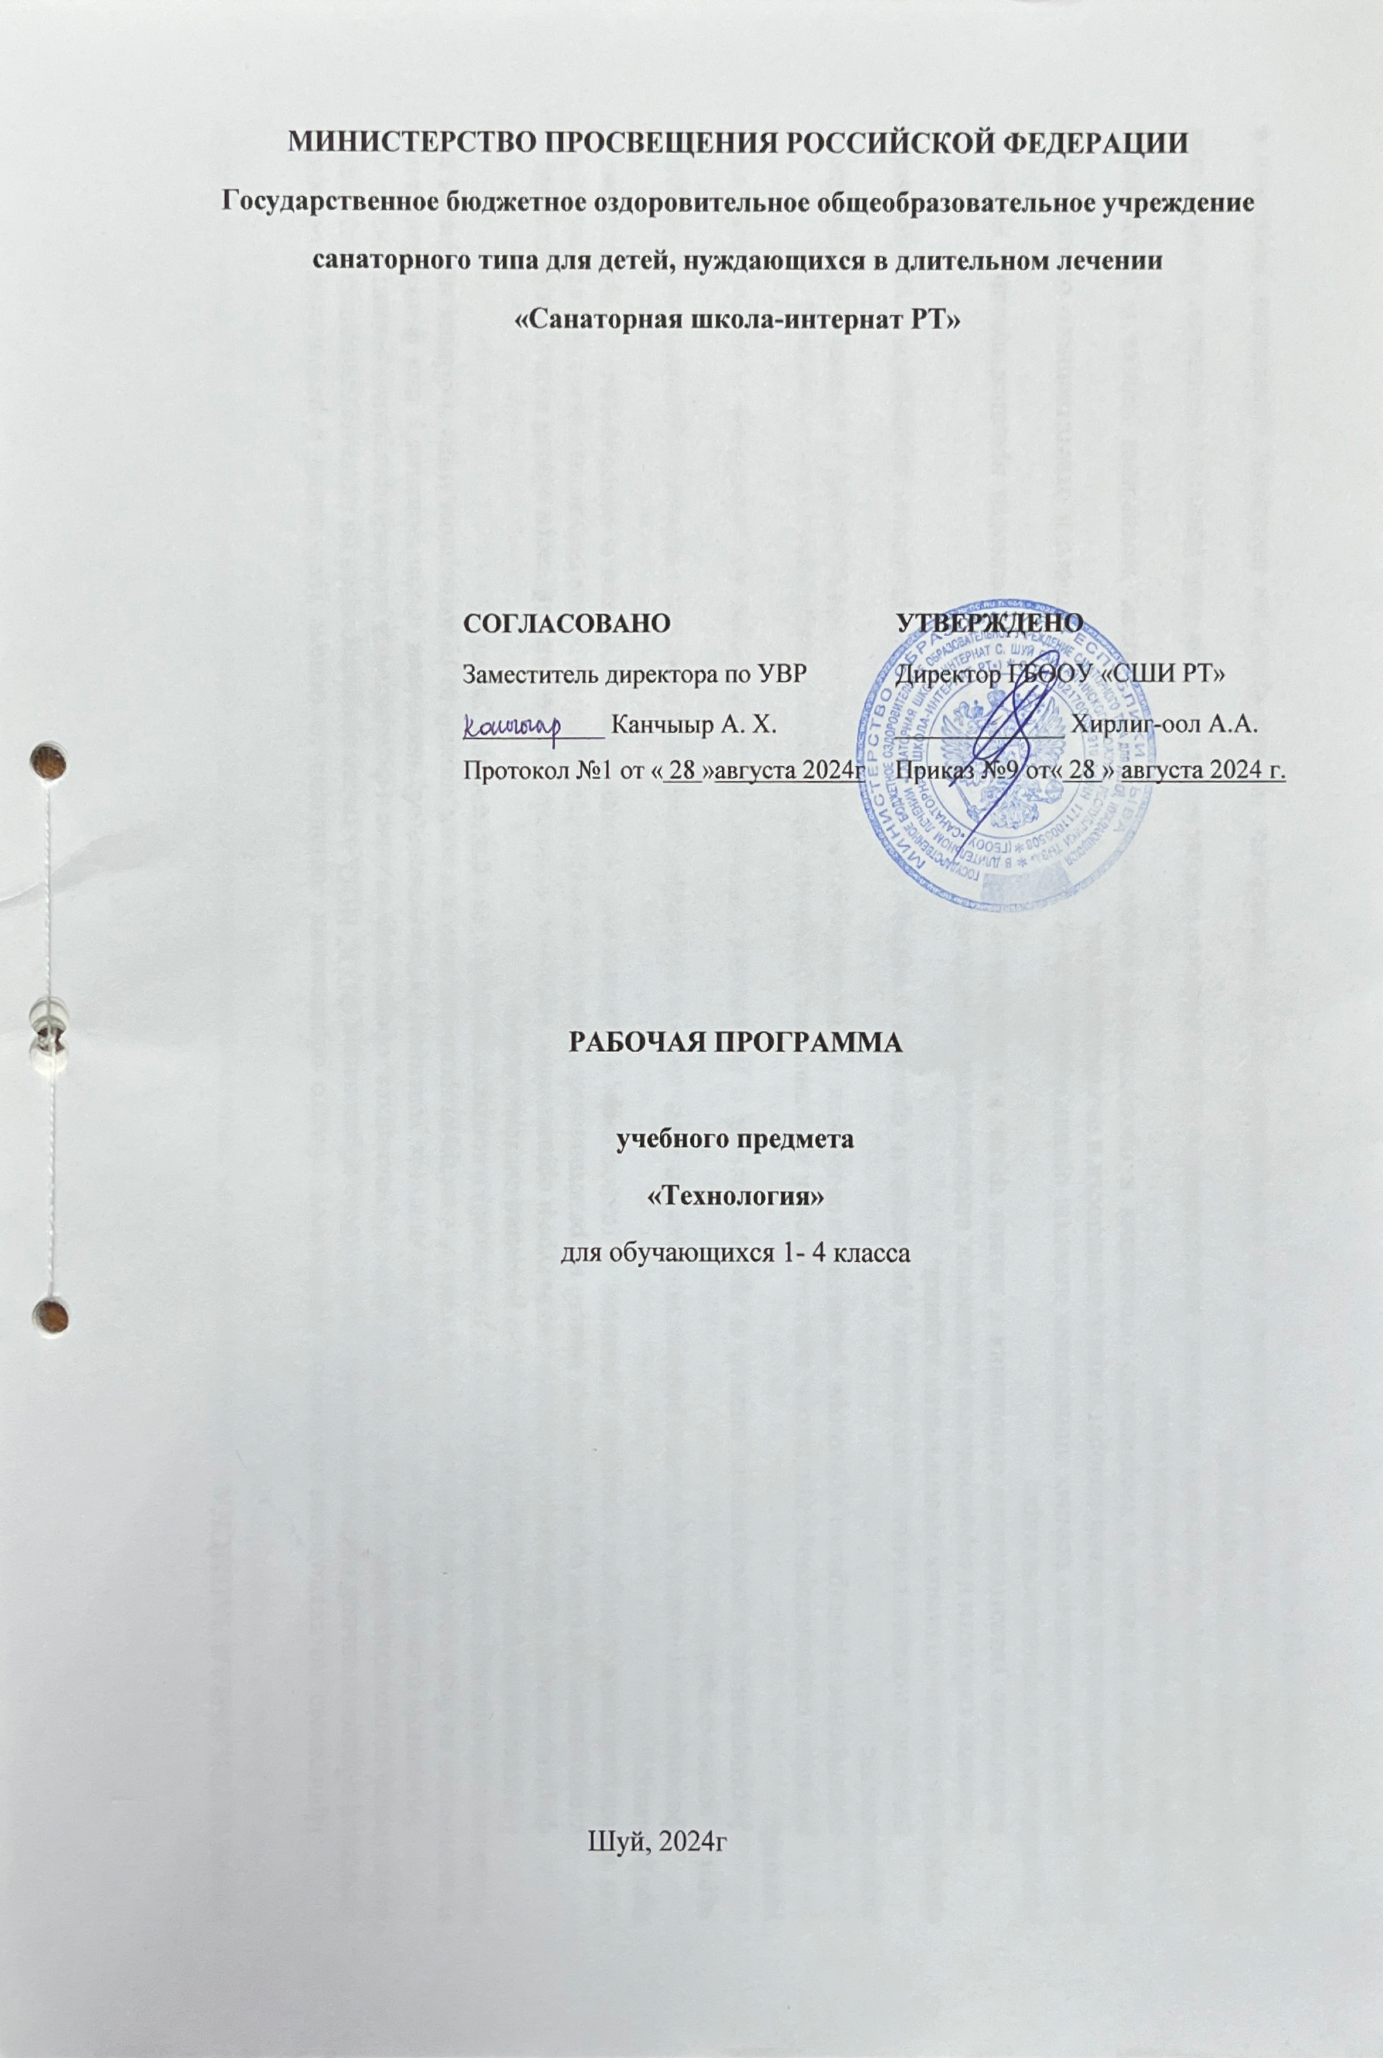 МИНИСТЕРСТВО ПРОСВЕЩЕНИЯ РОССИЙСКОЙ ФЕДЕРАЦИИ
Государственное бюджетное оздоровительное общеобразовательное учреждение
санаторного типа для детей, нуждающихся в длительном лечении
«Санаторная школа-интернат РТ»
СОГЛАСОВАНО
Заместитель директора по УВР
Канчыыр А. Х.
Протокол №1 от « 28 »августа 2024г
УТВЕРЖДЕНО
Директор ГБООУ «СШИ РТ»
Хирлиг-оол А.А.
Приказ №9 от« 28 » августа 2024 г.
РАБОЧАЯ ПРОГРАММА
учебного предмета
«Технология»
для обучающихся 1- 4 класса
Шуй, 2024г